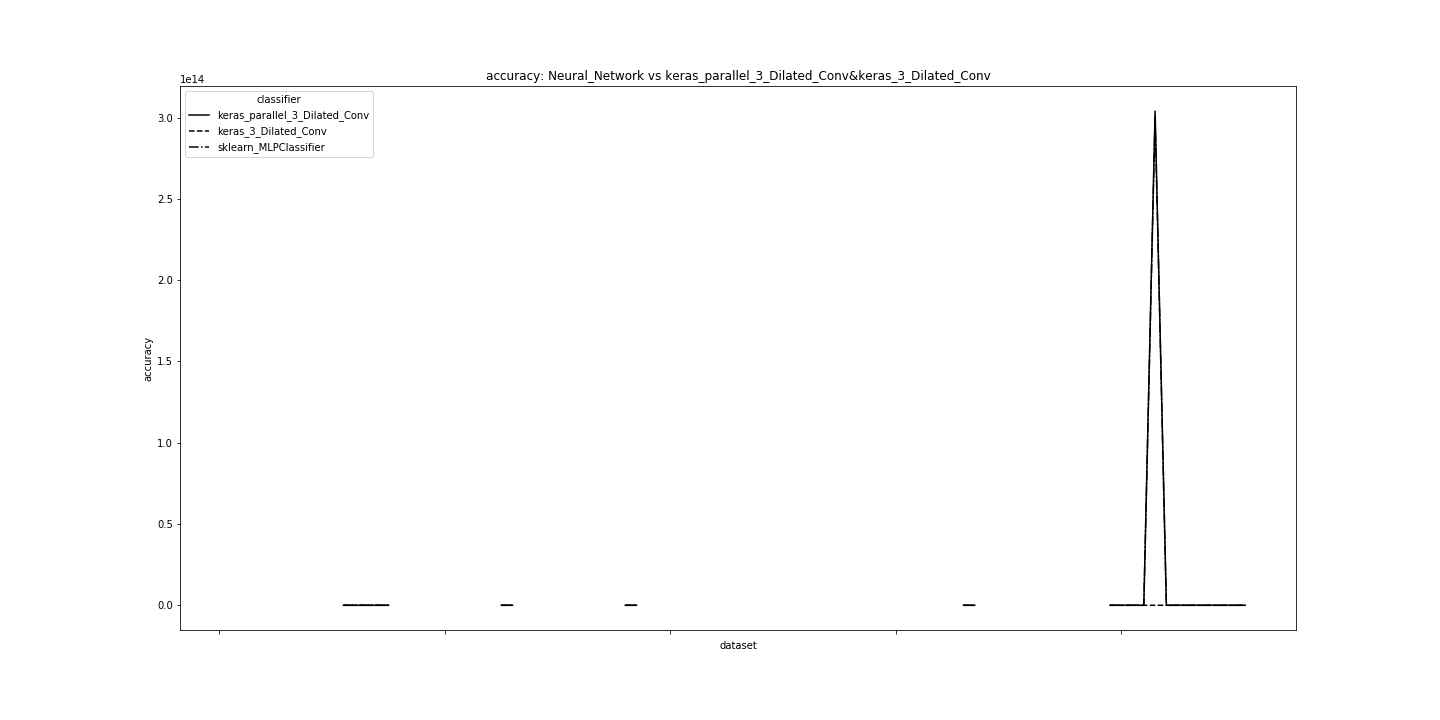 accuracy: Neural_Network vs keras_parallel_3_Dilated_Conv&keras_3_Dilated_Conv
1e14
classifier
keras_parallel_3_Dilated_Conv
keras_3_Dilated_Conv
sklearn_MLPClassifier
3.0
2.5
2.0
1.5
1.0
0.5
0.0
accuracy
dataset